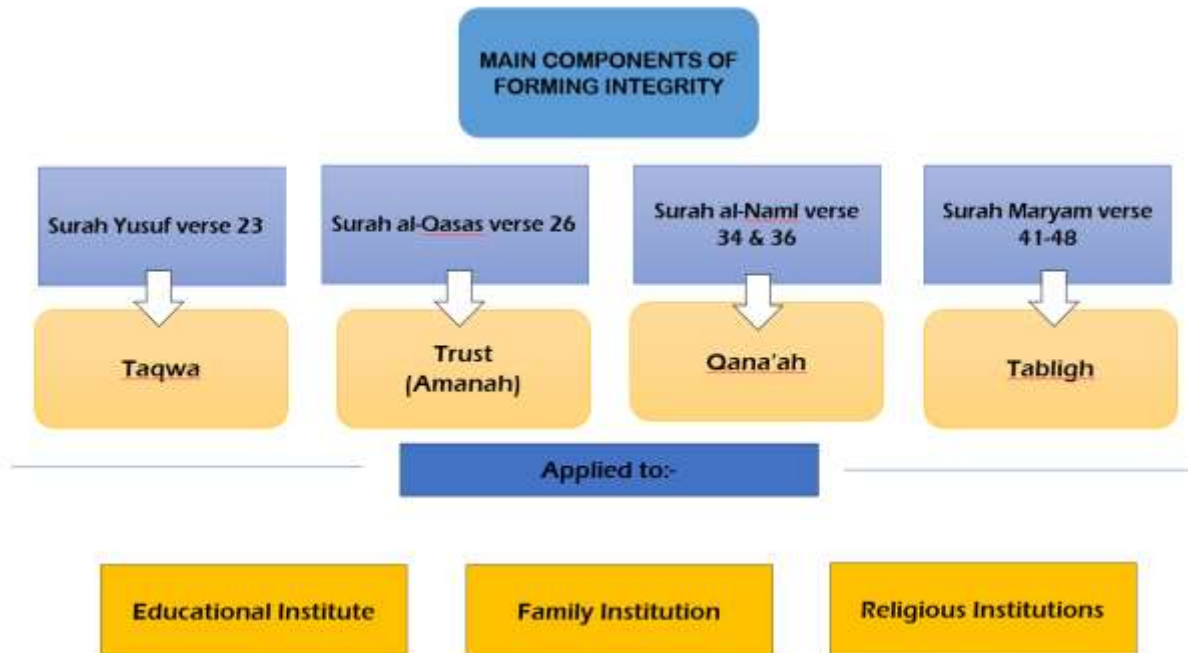 MAIN COMPONENTS OF
FORMING INTEGRITY
Surah Yusuf verse 23
Surah al-Qasas verse 26
Surah al-Naml verse
34 & 36
Surah Maryam verse
41-48
Taqwa
Trust
(Amanah)
Qana'ah
Tabligh
Applied to:-
Educational Institute
Family Institution
Religious Institutions